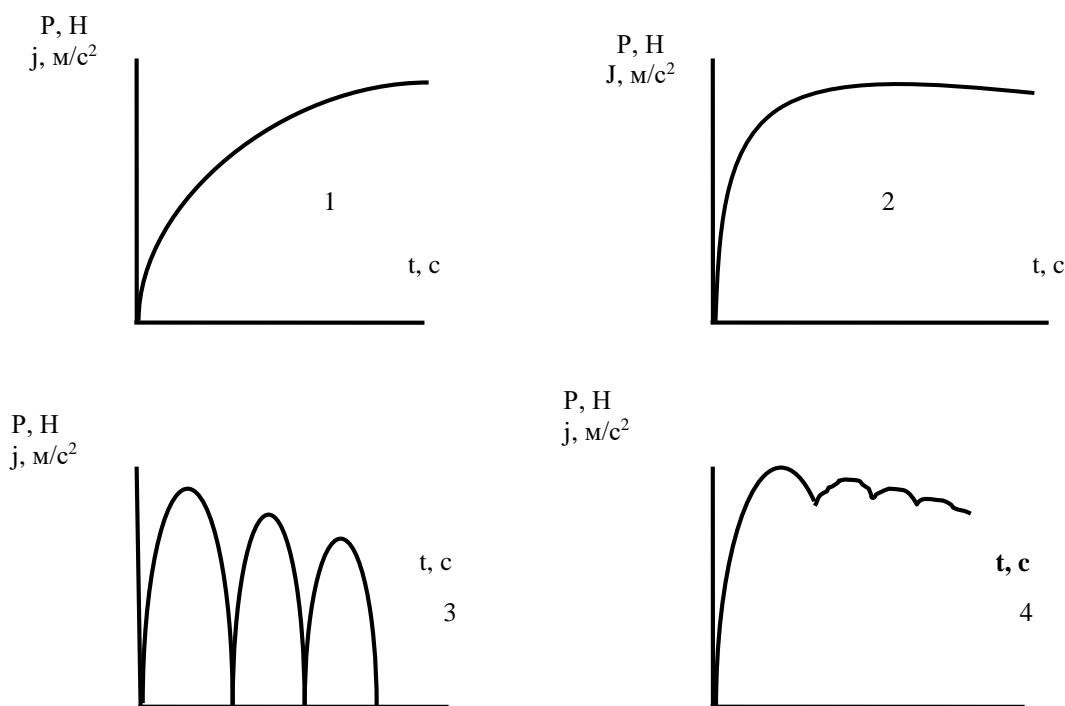 P, Н
j, м/с²
1
t, с
P, Н
J, м/с²
2
t, с
P, Н
j, м/с²
t, с
3
P, Н
j, м/с²
t, с
4